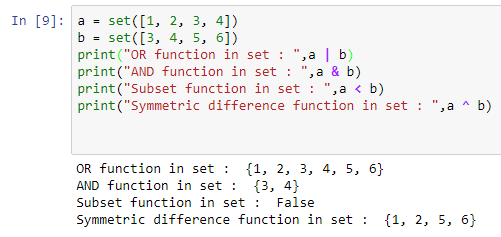 In [9]: a = set([1, 2, 3, 4])
b = set([3, 4, 5, 6])
print("OR function in set : ",a | b)
print("AND function in set : ",a & b)
print("Subset function in set : ",a < b)
print("Symmetric difference function in set : ",a ^ b)
OR function in set :  {1, 2, 3, 4, 5, 6}
AND function in set :  {3, 4}
Subset function in set :  False
Symmetric difference function in set :  {1, 2, 5, 6}